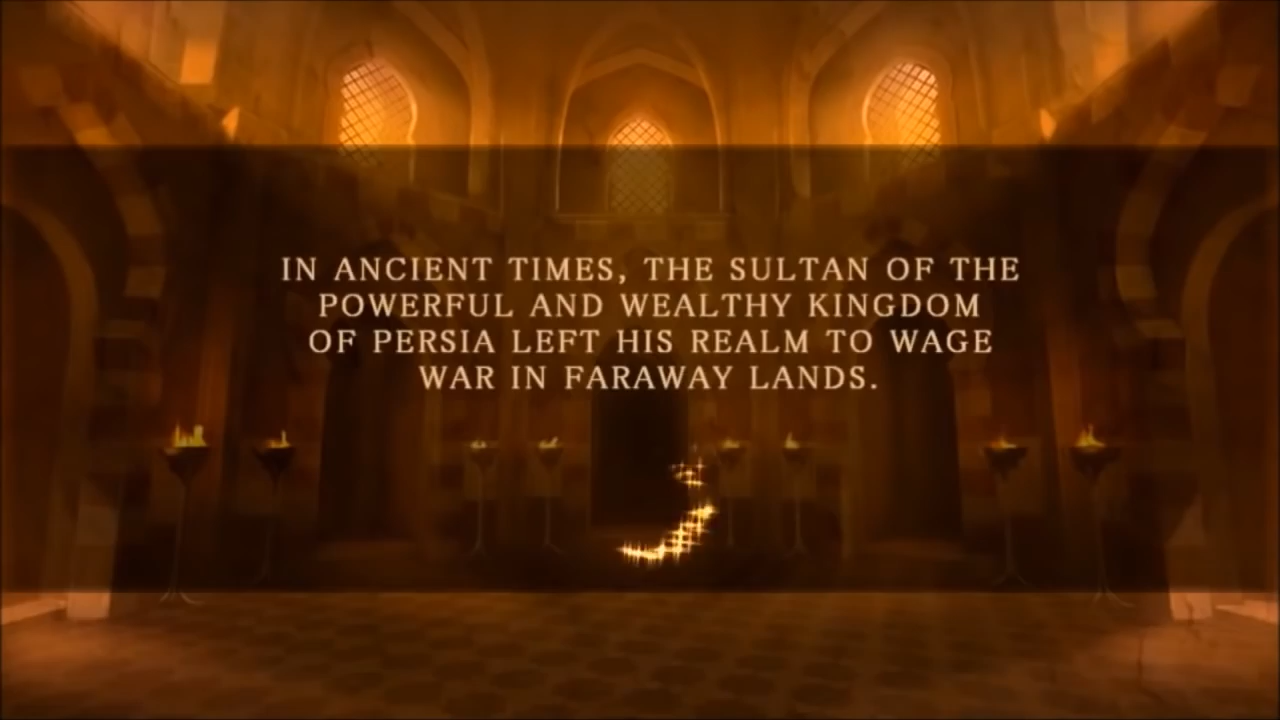 IN ANCIENT TIMES, THE SULTAN OF THE
POWERFUL AND WEALTHY KINGDOM
OF PERSIA LEFT HIS REALM TO WAGE
WAR IN FARAWAY LANDS.